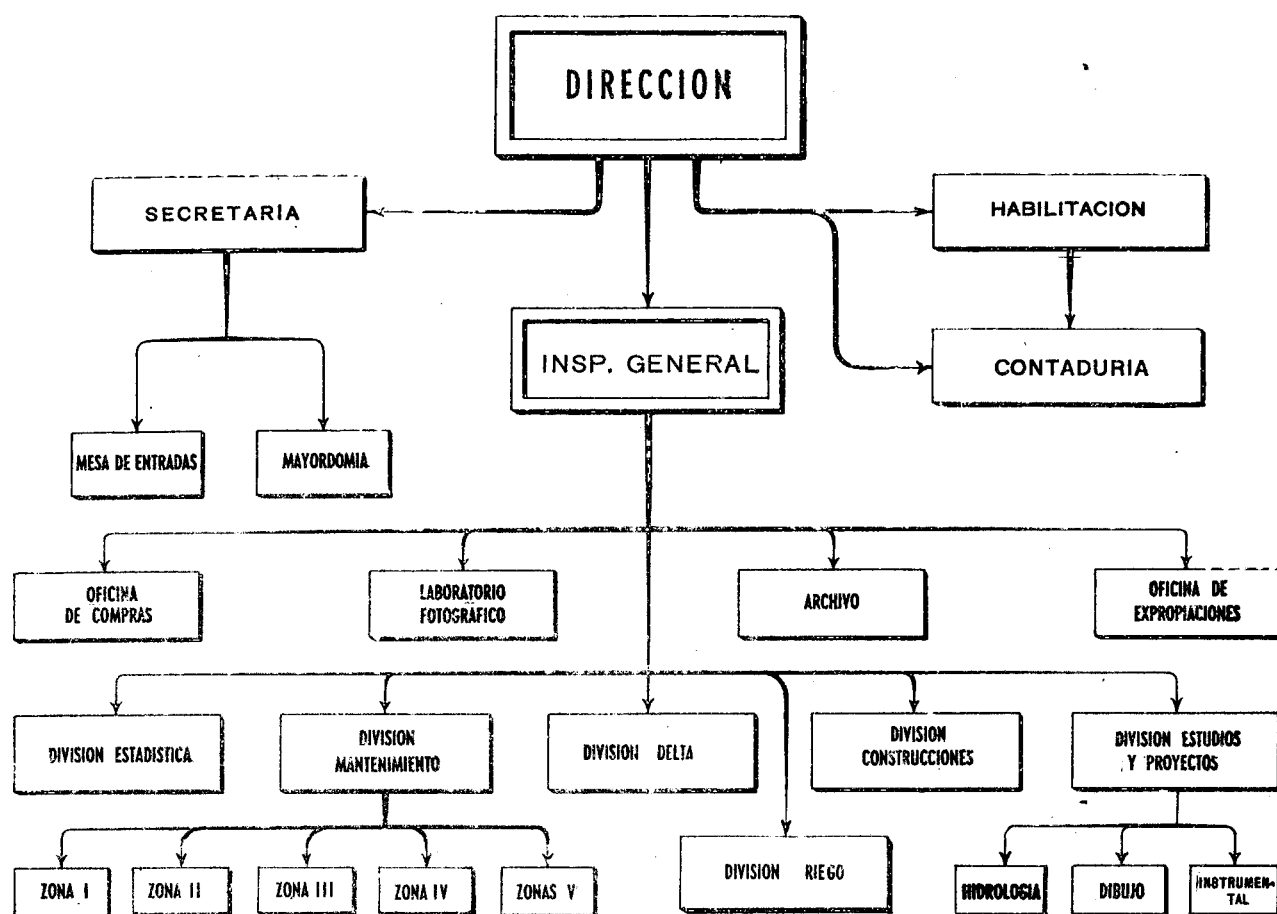 DIRECCION
SECRETARÍA
HABILITACION
INSP. GENERAL
CONTADURIA
MESA DE ENTRADAS
MAYORDOMIA
OFICINA
DE COMPRAS
LABORATORIO
FOTOGRÁFICO
ARCHIVO
OFICINA DE
EXPROPIACIONES
DIVISION ESTADISTICA
DIVISION
MANTENIMIENTO
DIVISION DELTA
DIVISION
CONSTRUCCIONES
DIVISION ESTUDIOS
Y PROYECTOS
ZONA I
ZONA II
ZONA III
ZONA IV
ZONAS V
DIVISION RIEGO
HIDROLOGIA
DIBUJO
INSTRUMEN-
TAL